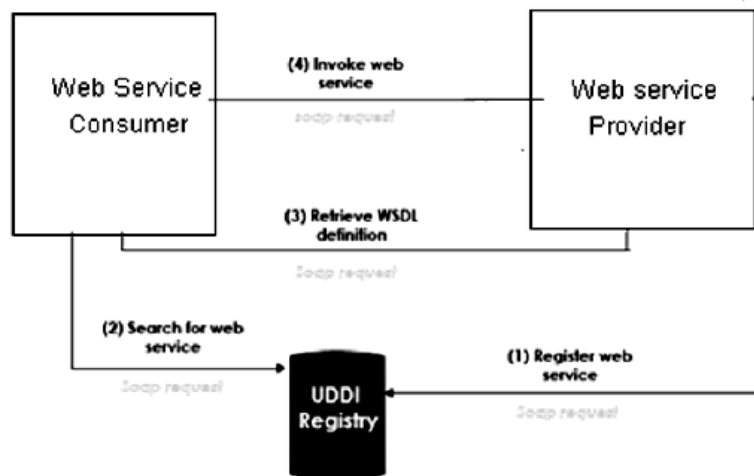 Web Service
Consumer
(4) Invoke web
service
soap request
Web service
Provider
(3) Retrieve WSDL
definition
Soap request
(2) Search for web
service
Soap request
UDDI
Registry
(1) Register web
service
Soap request